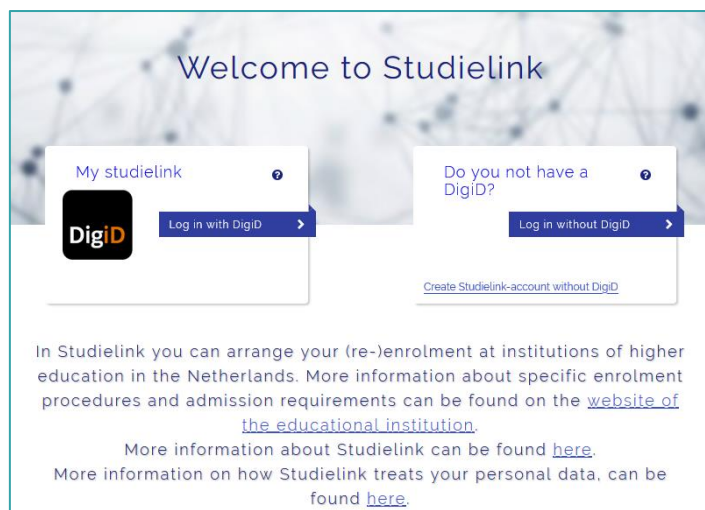 Welcome to Studielink
My studielink
DigiD
Log in with DigiD
Do you not have a
DigiD?
Log in without DigiD
Create Studielink-account without DigiD
In Studielink you can arrange your (re-)enrolment at institutions of higher
education in the Netherlands. More information about specific enrolment
procedures and admission requirements can be found on the website of
the educational institution.
More information about Studielink can be found here.
More information on how Studielink treats your personal data, can be
found here.